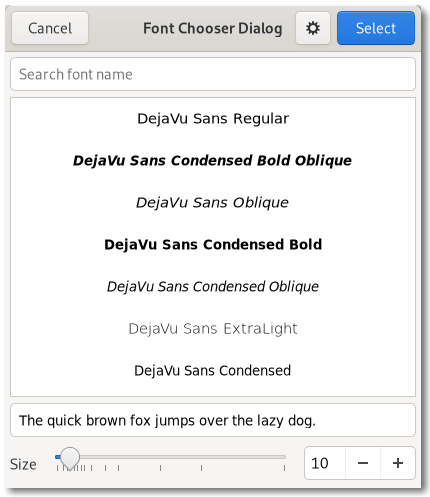 Cancel
Font Chooser Dialog
Select
Search font name
DejaVu Sans Regular
DejaVu Sans Condensed Bold Oblique
DejaVu Sans Oblique
DejaVu Sans Condensed Bold
DejaVu Sans Condensed Oblique
DejaVu Sans ExtraLight
DejaVu Sans Condensed
The quick brown fox jumps over the lazy dog.
Size
10